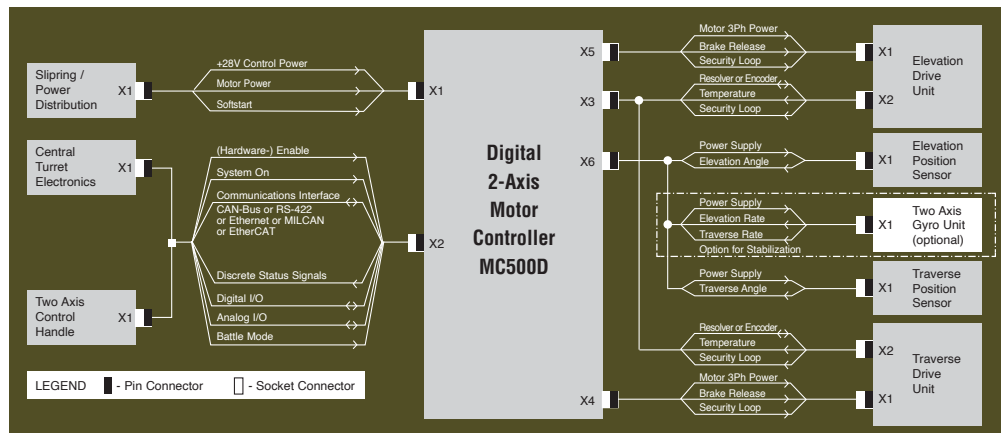 Slipring /
Power
Distribution
X1
+28V Control Power
Motor Power
Softstart
X1
Central
Turret
Electronics
X1
(Hardware-) Enable
System On
Communications Interface
CAN-Bus or RS-422
or Ethernet or MILCAN
or EtherCAT
Discrete Status Signals
Digital I/O
Analog I/O
Battle Mode
X2
Two Axis
Control
Handle
X1
LEGEND - Pin Connector - Socket Connector
Digital
2-Axis
Motor
Controller
MC500D
X5
X3
X6
X4
Motor 3Ph Power
Brake Release
Security Loop
X1
Resolver or Encoder
Temperature
Security Loop
X2
Elevation
Drive
Unit
Power Supply
Elevation Angle
X1
Elevation
Position
Sensor
Power Supply
Elevation Rate
Traverse Rate
Option for Stabilization
X1
Two Axis
Gyro Unit
(optional)
Power Supply
Traverse Angle
X1
Traverse
Position
Sensor
Resolver or Encoder
Temperature
Security Loop
X2
Motor 3Ph Power
Brake Release
Security Loop
X1
Traverse
Drive
Unit